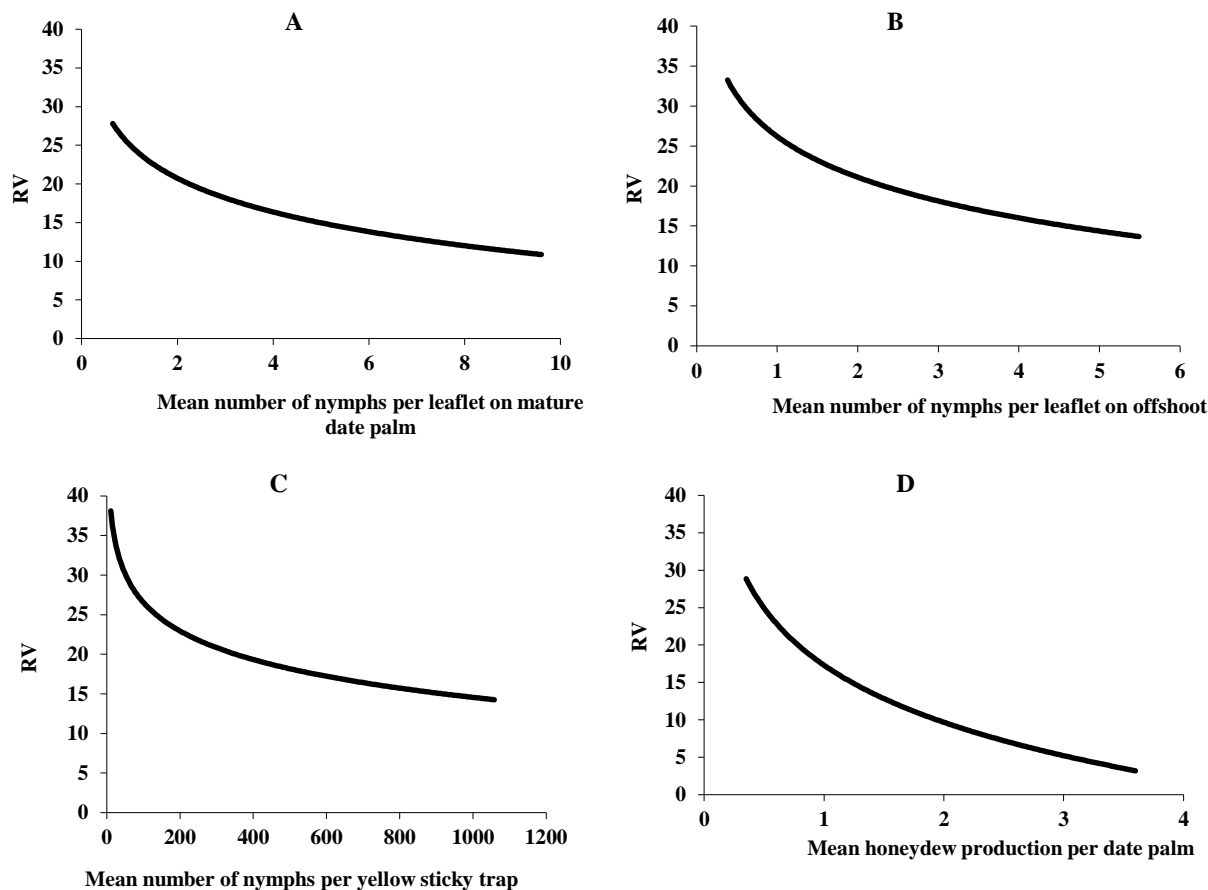 A
40
35
30
25
20
15
10
5
0
RV
0 2 4 6 8 10
Mean number of nymphs per leaflet on mature
date palm
B
40
35
30
25
20
15
10
5
0
RV
0 1 2 3 4 5 6
Mean number of nymphs per leaflet on offshoot
C
40
35
30
25
20
15
10
5
0
RV
0 200 400 600 800 1000 1200
Mean number of nymphs per yellow sticky trap
D
40
35
30
25
20
15
10
5
0
RV
0 1 2 3 4
Mean honeydew production per date palm